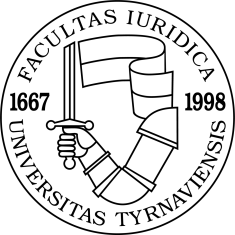 FACULTAS IURIDICA
1667 1998
UNIVERSITAS TYRNAVIENSIS